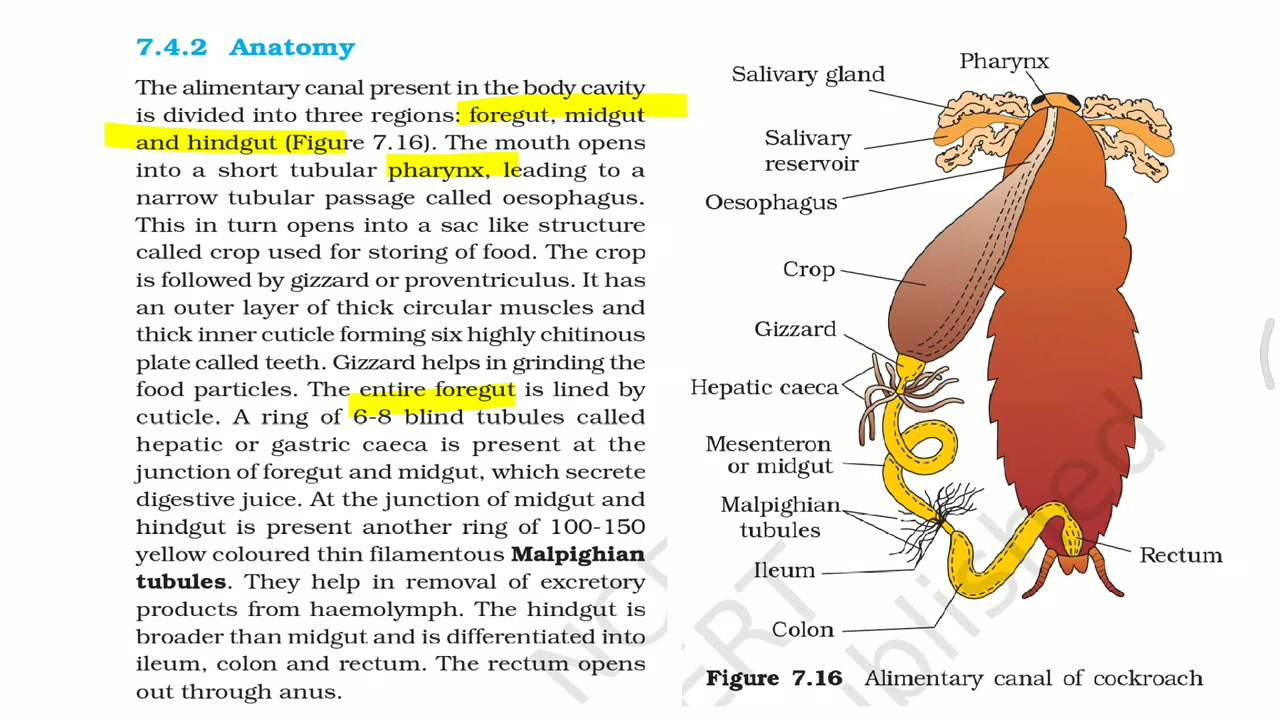 7.4.2 Anatomy
The alimentary canal present in the body cavity
is divided into three regions: foregut, midgut
and hindgut (Figure 7.16). The mouth opens
into a short tubular pharynx, leading to a
narrow tubular passage called oesophagus.
This in turn opens into a sac like structure
called crop used for storing of food. The crop
is followed by gizzard or proventriculus. It has
an outer layer of thick circular muscles and
thick inner cuticle forming six highly chitinous
plate called teeth. Gizzard helps in grinding the
food particles. The entire foregut is lined by
cuticle. A ring of 6-8 blind tubules called
hepatic or gastric caeca is present at the
junction of foregut and midgut, which secrete
digestive juice. At the junction of midgut and
hindgut is present another ring of 100-150
yellow coloured thin filamentous Malpighian
tubules. They help in removal of excretory
products from haemolymph. The hindgut is
broader than midgut and is differentiated into
ileum, colon and rectum. The rectum opens
out through anus.
Pharynx
Salivary gland
Salivary
reservoir
Oesophagus
Crop
Gizzard
Hepatic caeca
Mesenteron
or midgut
Malpighian
tubules
Ileum
Rectum
Colon
Figure 7.16 Alimentary canal of cockroach